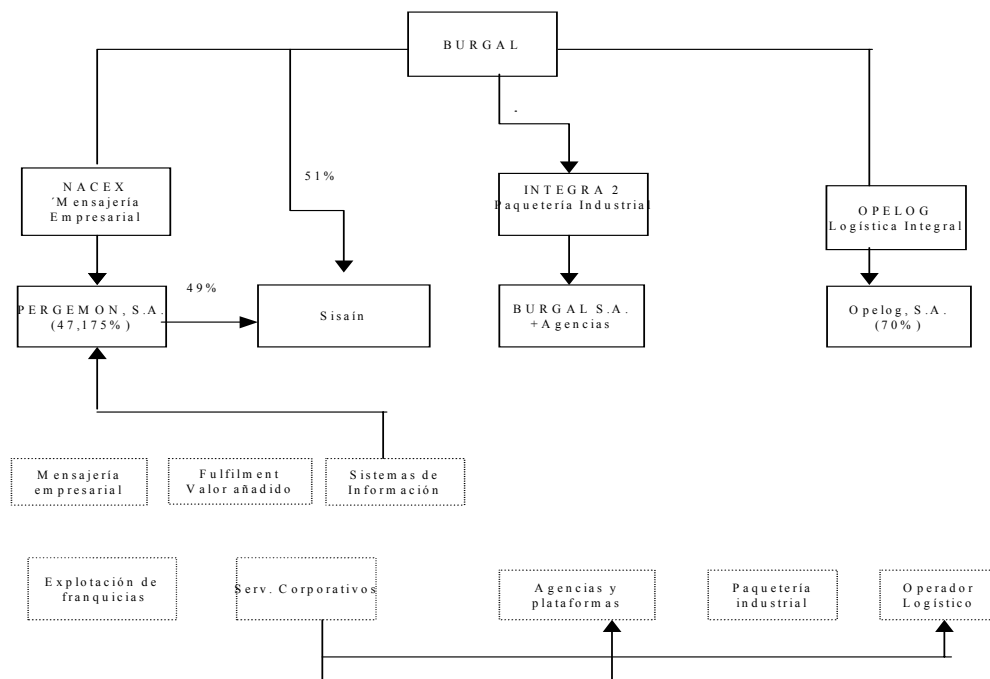 BURGAL
51%
NACEX
´Mensajería
Empresarial
INTEGRA 2
Paquetería Industrial
OPELOG
Logística Integral
49%
PERGEMON, S.A.
(47,175%)
Sisaín
BURGAL S.A.
+Agencias
Opelog, S.A.
(70%)
Mensajería
empresarial
Fulfilment
Valor añadido
Sistemas de
Información
Explotación de
franquicias
Serv. Corporativos
Agencias y
plataformas
Paquetería
industrial
Operador
Logístico